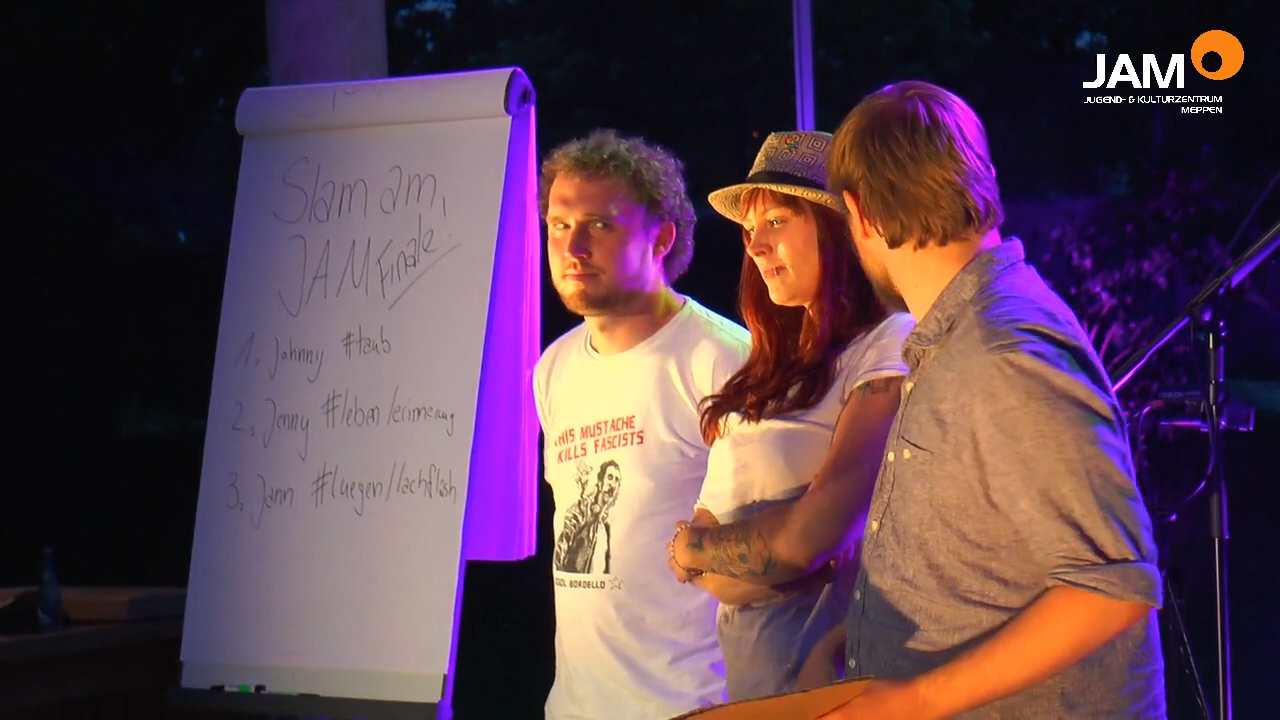 JAM
JUGEND- & KULTURZENTRUM
MEPPEN
Slam am
JAM Finale!
1. Johnny #taub
2. Jenny #leben/erinnerung
3. Jann #luegen/lachflash
THIS MUSTACHE
KILLS FASCISTS
GOGOL BORDELLO